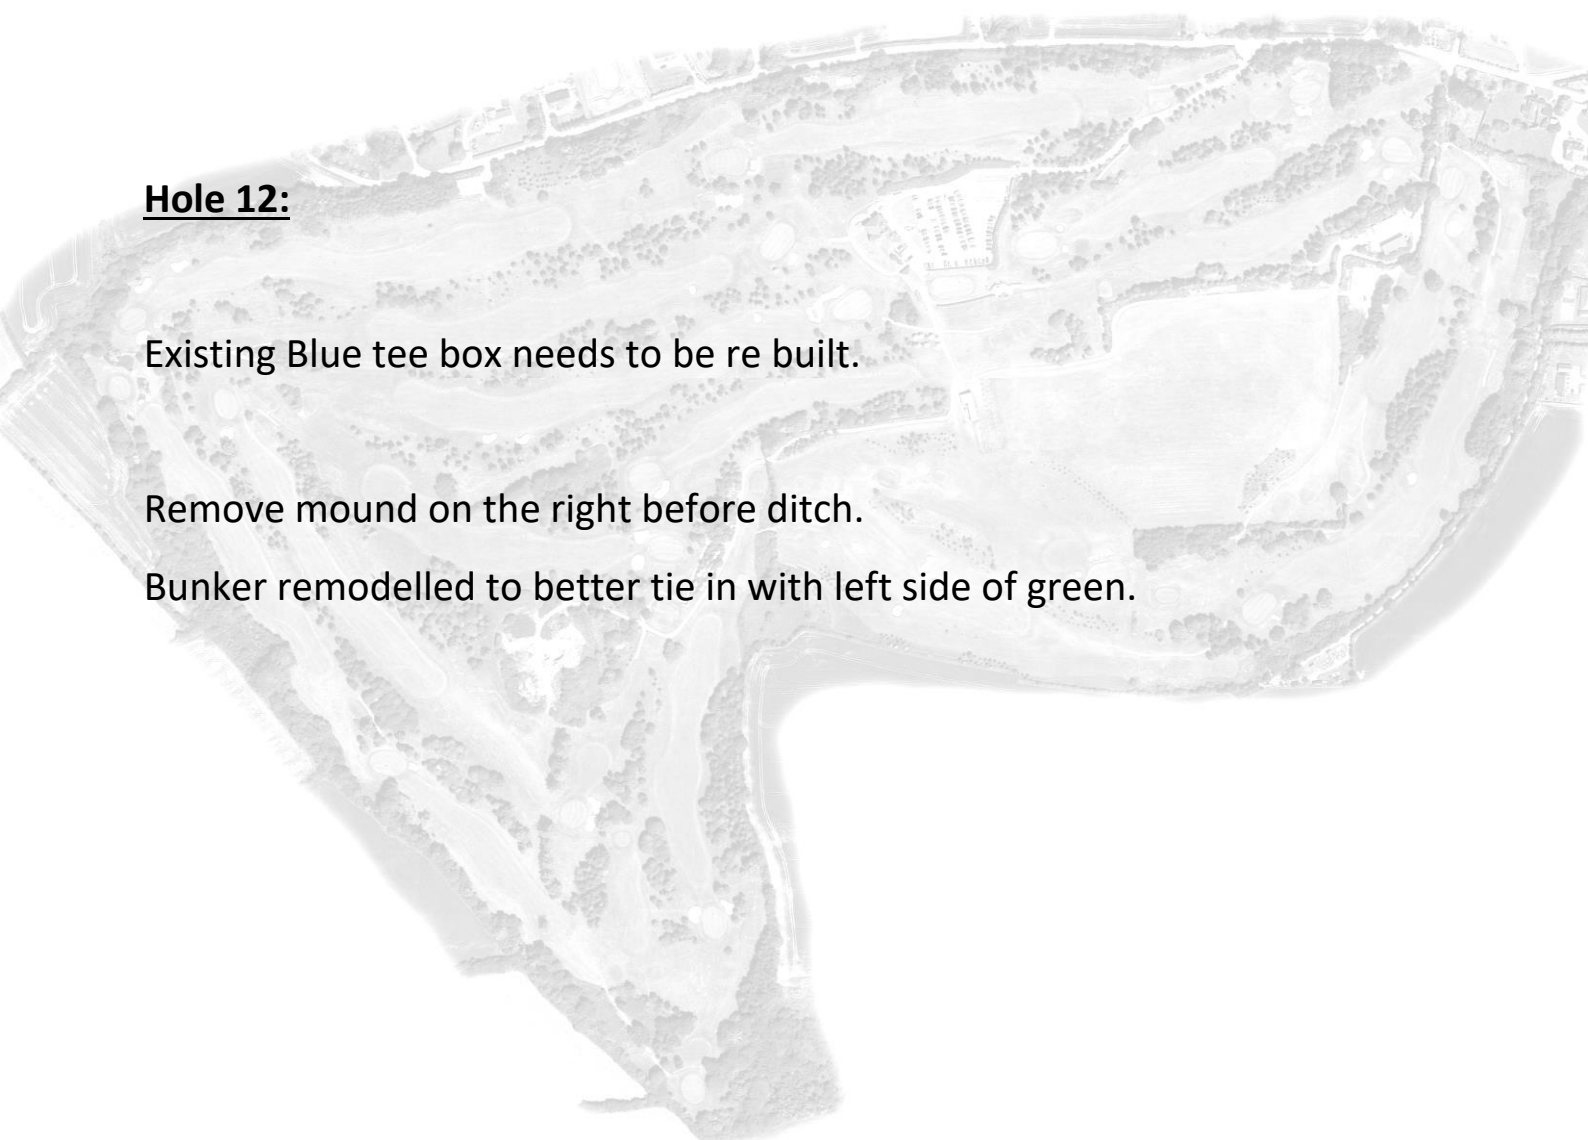 Hole 12:
Existing Blue tee box needs to be re built.
Remove mound on the right before ditch.
Bunker remodelled to better tie in with left side of green.